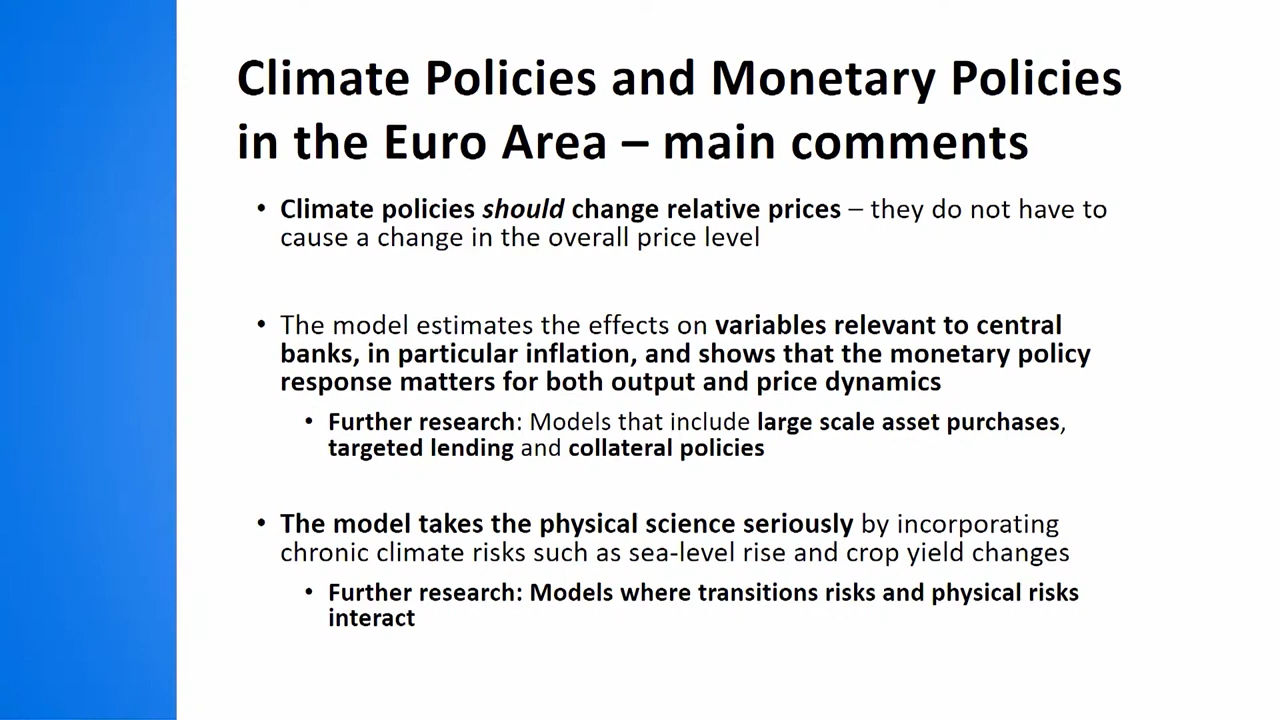 Climate Policies and Monetary Policies
in the Euro Area – main comments
• Climate policies should change relative prices – they do not have to
cause a change in the overall price level
• The model estimates the effects on variables relevant to central
banks, in particular inflation, and shows that the monetary policy
response matters for both output and price dynamics
• Further research: Models that include large scale asset purchases,
targeted lending and collateral policies
• The model takes the physical science seriously by incorporating
chronic climate risks such as sea-level rise and crop yield changes
• Further research: Models where transitions risks and physical risks
interact